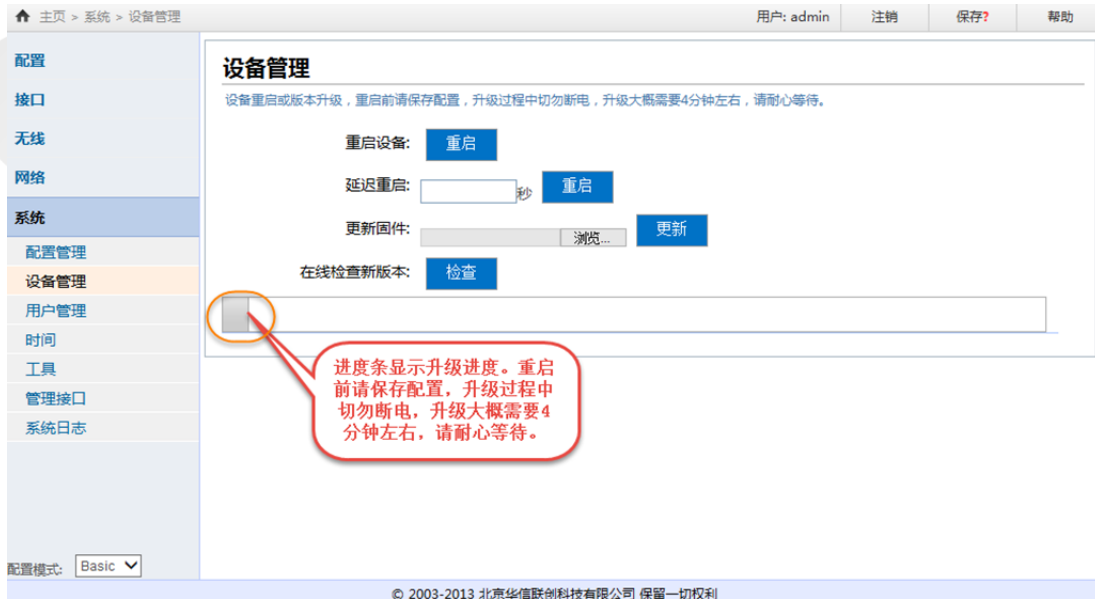 主页 > 系统 > 设备管理 用户: admin 注销 保存? 帮助
配置
接口
无线
网络
系统
配置管理
设备管理
用户管理
时间
工具
管理接口
系统日志
配置模式: Basic
设备管理
设备重启或版本升级，重启前请保存配置，升级过程中切勿断电，升级大概需要4分钟左右，请耐心等待。
重启设备: 重启
延迟重启: 秒 重启
更新固件: 浏览... 更新
在线检查新版本: 检查
进度条显示升级进度。重启
前请保存配置，升级过程中
切勿断电，升级大概需要4
分钟左右，请耐心等待。
© 2003-2013 北京华信联创科技有限公司 保留一切权利